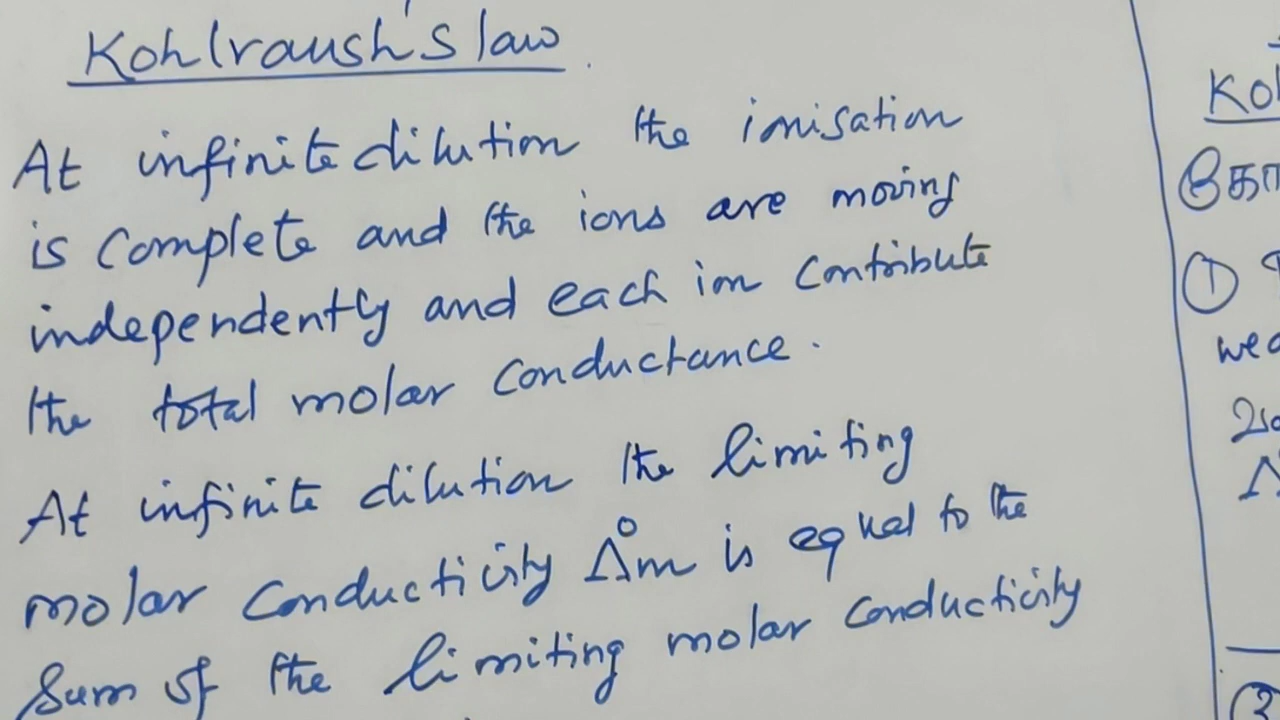 Kohlraush's law
At infinite dilution the ionisation
is complete and the ions are moving
independently and each ion contribute
the total molar conductance.
At infinite dilution the limiting
molar conductivity Λ°m is equal to the
sum of the limiting molar conductivity
①